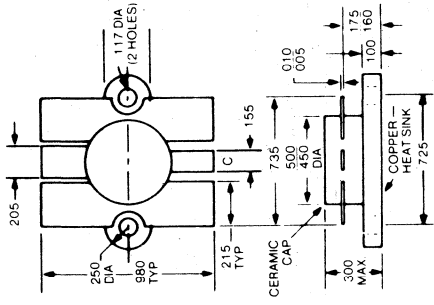 205
117 DIA
(2 HOLES)
250
DIA
980
TYP
215
TYP
C
155
CERAMIC
CAP
735
500
450
DIA
010
005
175
160
100
300
MAX
725
COPPER
HEAT SINK